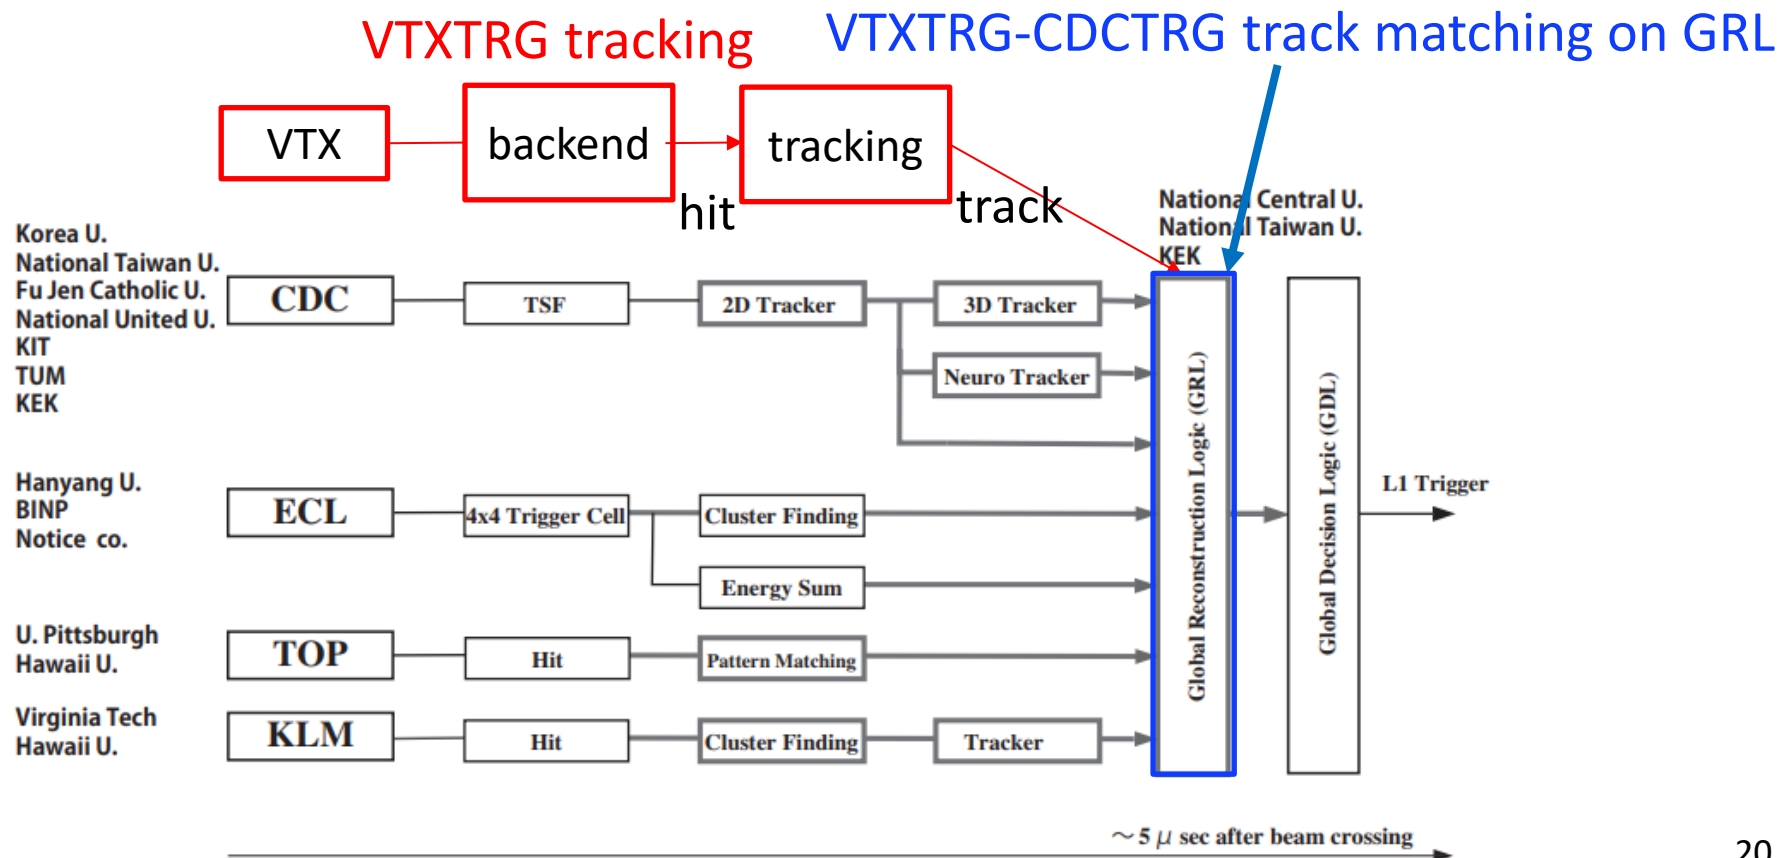 VTXTRG tracking
VTXTRG-CDCTRG track matching on GRL
VTX
backend
tracking
hit
track
National Central U.
National Taiwan U.
KEK
Korea U.
National Taiwan U.
Fu Jen Catholic U.
National United U.
KIT
TUM
KEK
CDC
TSF
2D Tracker
3D Tracker
Neuro Tracker
Hanyang U.
BINP
Notice co.
ECL
4x4 Trigger Cell
Cluster Finding
Energy Sum
U. Pittsburgh
Hawaii U.
TOP
Hit
Pattern Matching
Virginia Tech
Hawaii U.
KLM
Hit
Cluster Finding
Tracker
Global Reconstruction Logic (GRL)
Global Decision Logic (GDL)
L1 Trigger
~ 5 μ sec after beam crossing
20